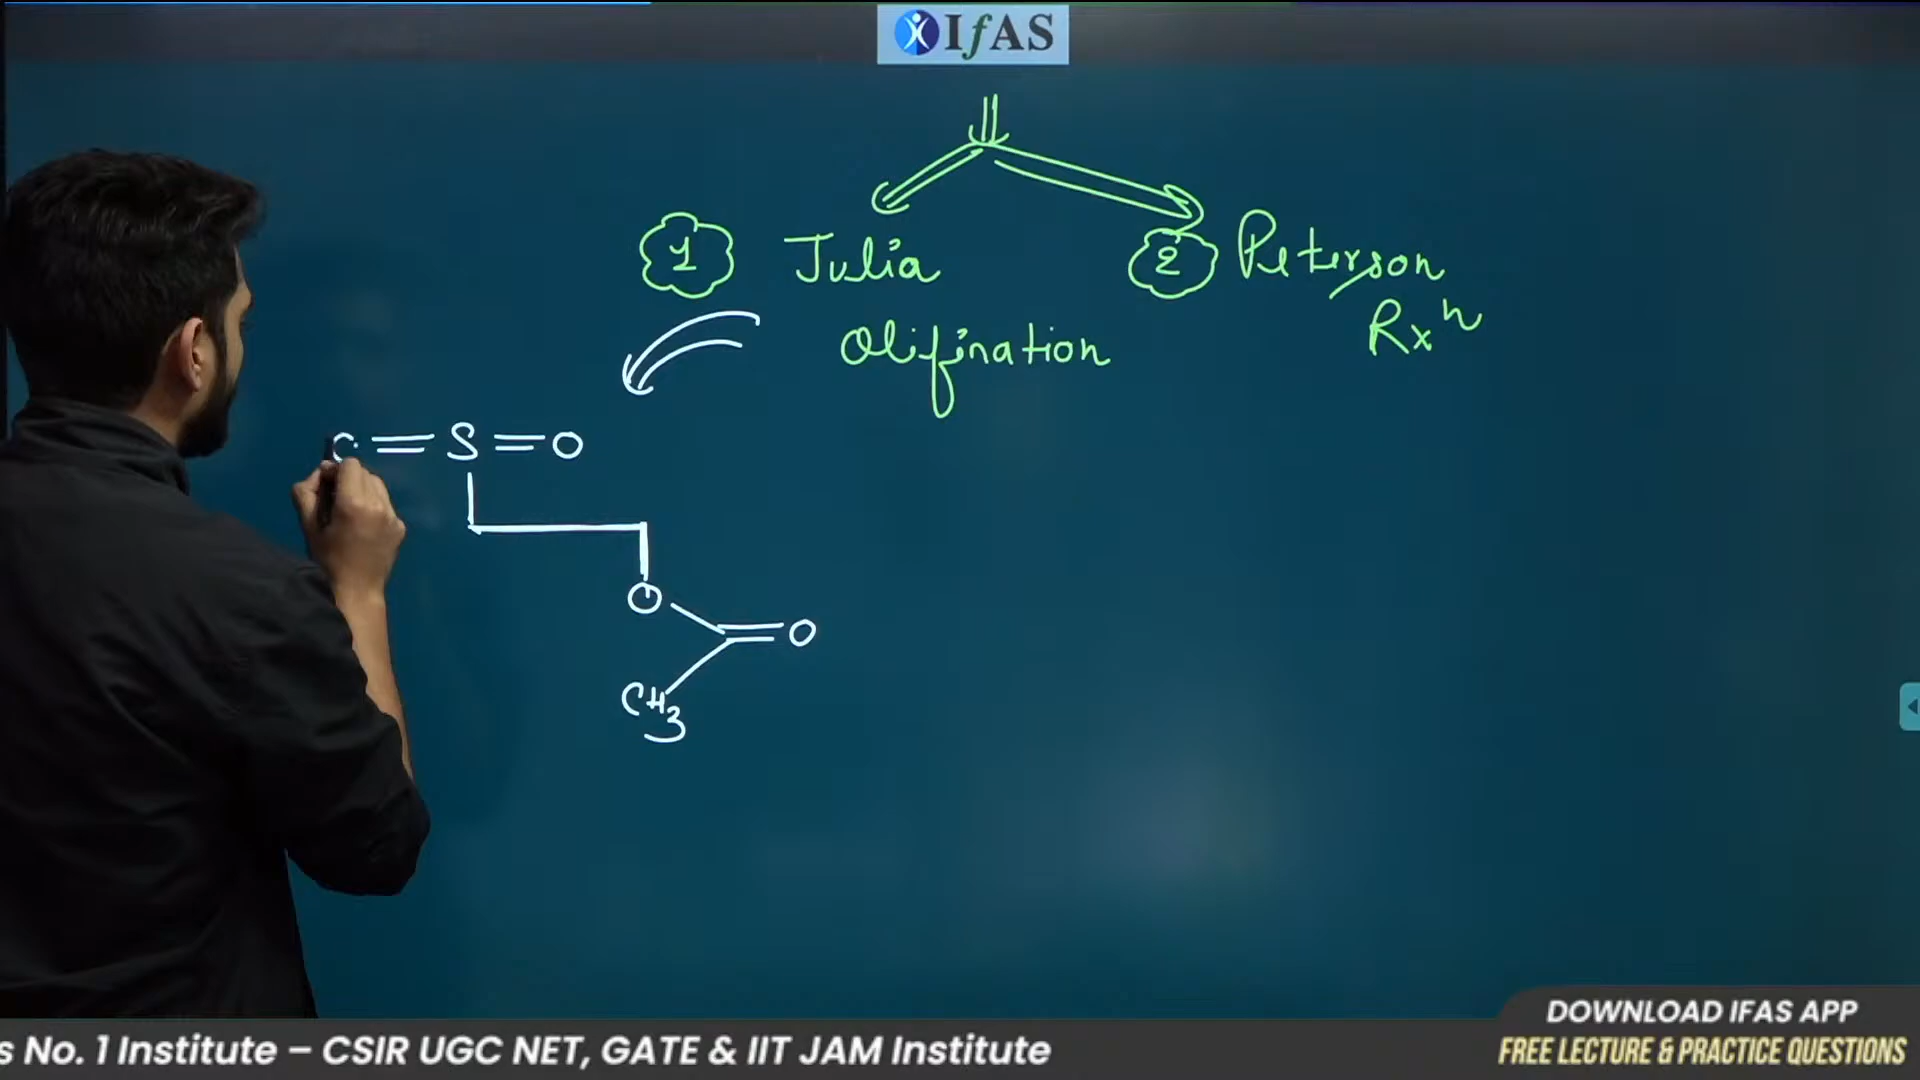 IfAS
1 Julia
Olifination
2 Peterson
Rxn
=S=O
O
=O
CH3
s No. 1 Institute – CSIR UGC NET, GATE & IIT JAM Institute
DOWNLOAD IFAS APP
FREE LECTURE & PRACTICE QUESTIONS